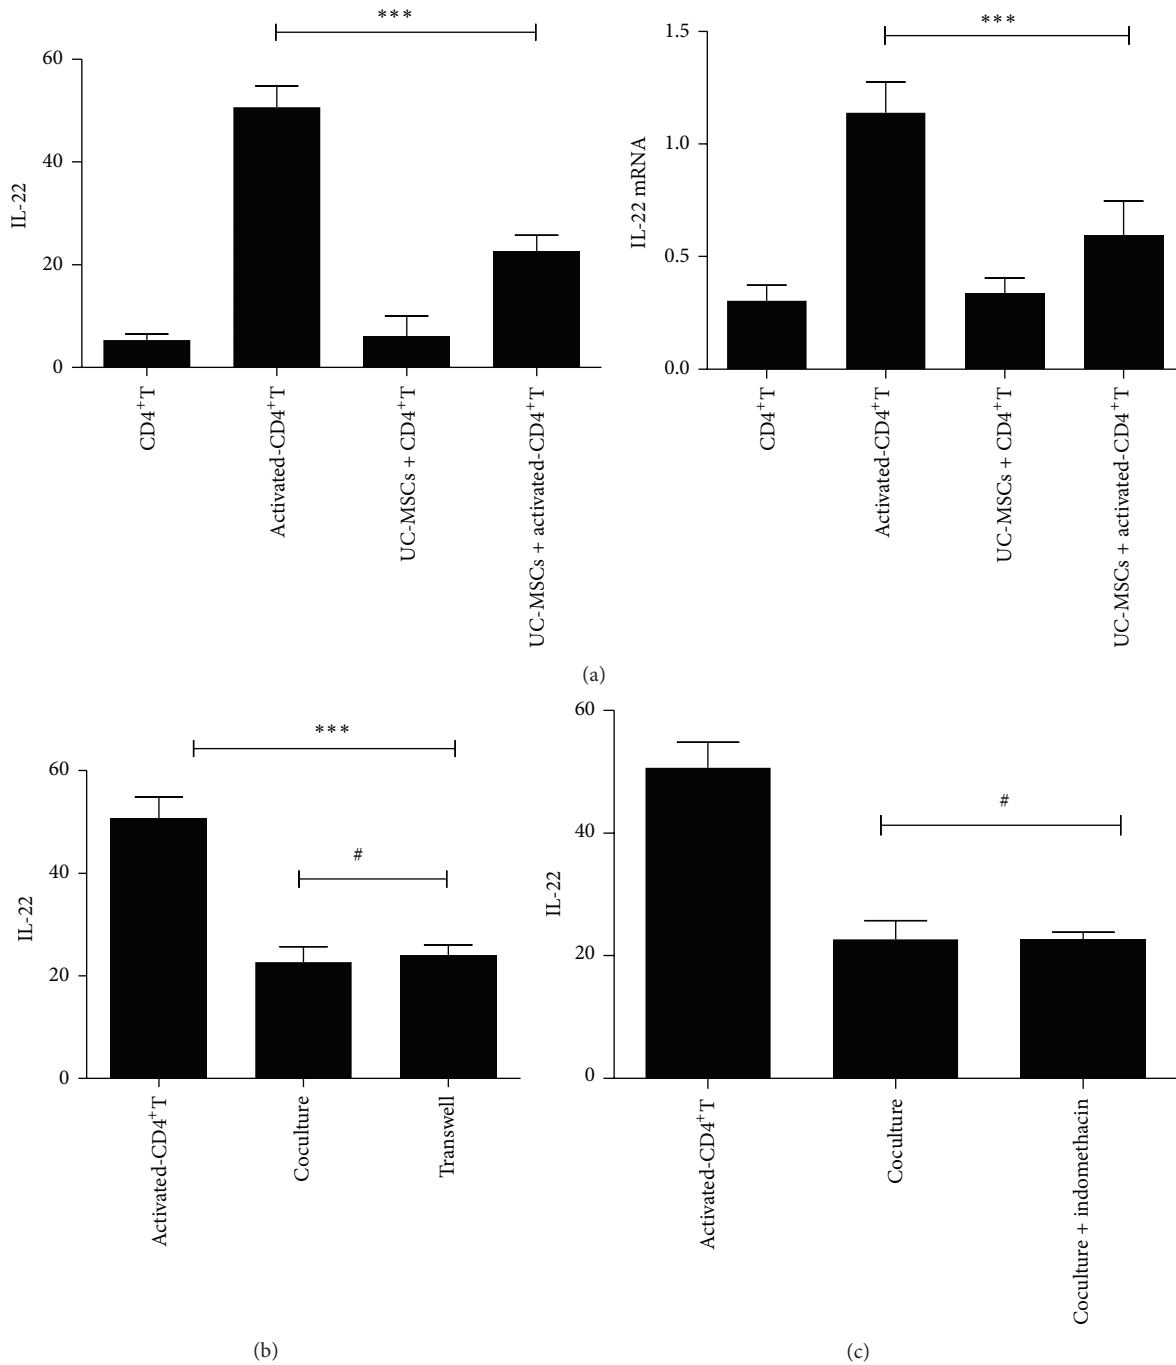 ***
60
40
20
0
IL-22
CD4⁺T
Activated-CD4⁺T
UC-MSCs + CD4⁺T
UC-MSCs + activated-CD4⁺T
***
1.5
1.0
0.5
0.0
IL-22 mRNA
CD4⁺T
Activated-CD4⁺T
UC-MSCs + CD4⁺T
UC-MSCs + activated-CD4⁺T
(a)
***
#
60
40
20
0
IL-22
Activated-CD4⁺T
Coculture
Transwell
(b)
#
60
40
20
0
IL-22
Activated-CD4⁺T
Coculture
Coculture + indomethacin
(c)